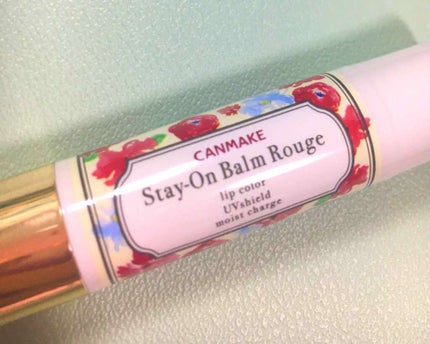 CANMAKE
Stay-On Balm Rouge
lip color
UVshield
moist charge